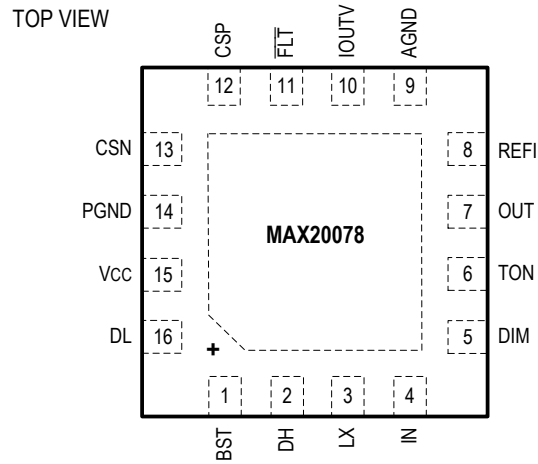 TOP VIEW
CSP
F̅L̅T̅
IOUTV
AGND
12
11
10
9
CSN
13
8
REFI
PGND
14
7
OUT
MAX20078
VCC
15
6
TON
DL
16
5
DIM
+
1
2
3
4
BST
DH
LX
IN